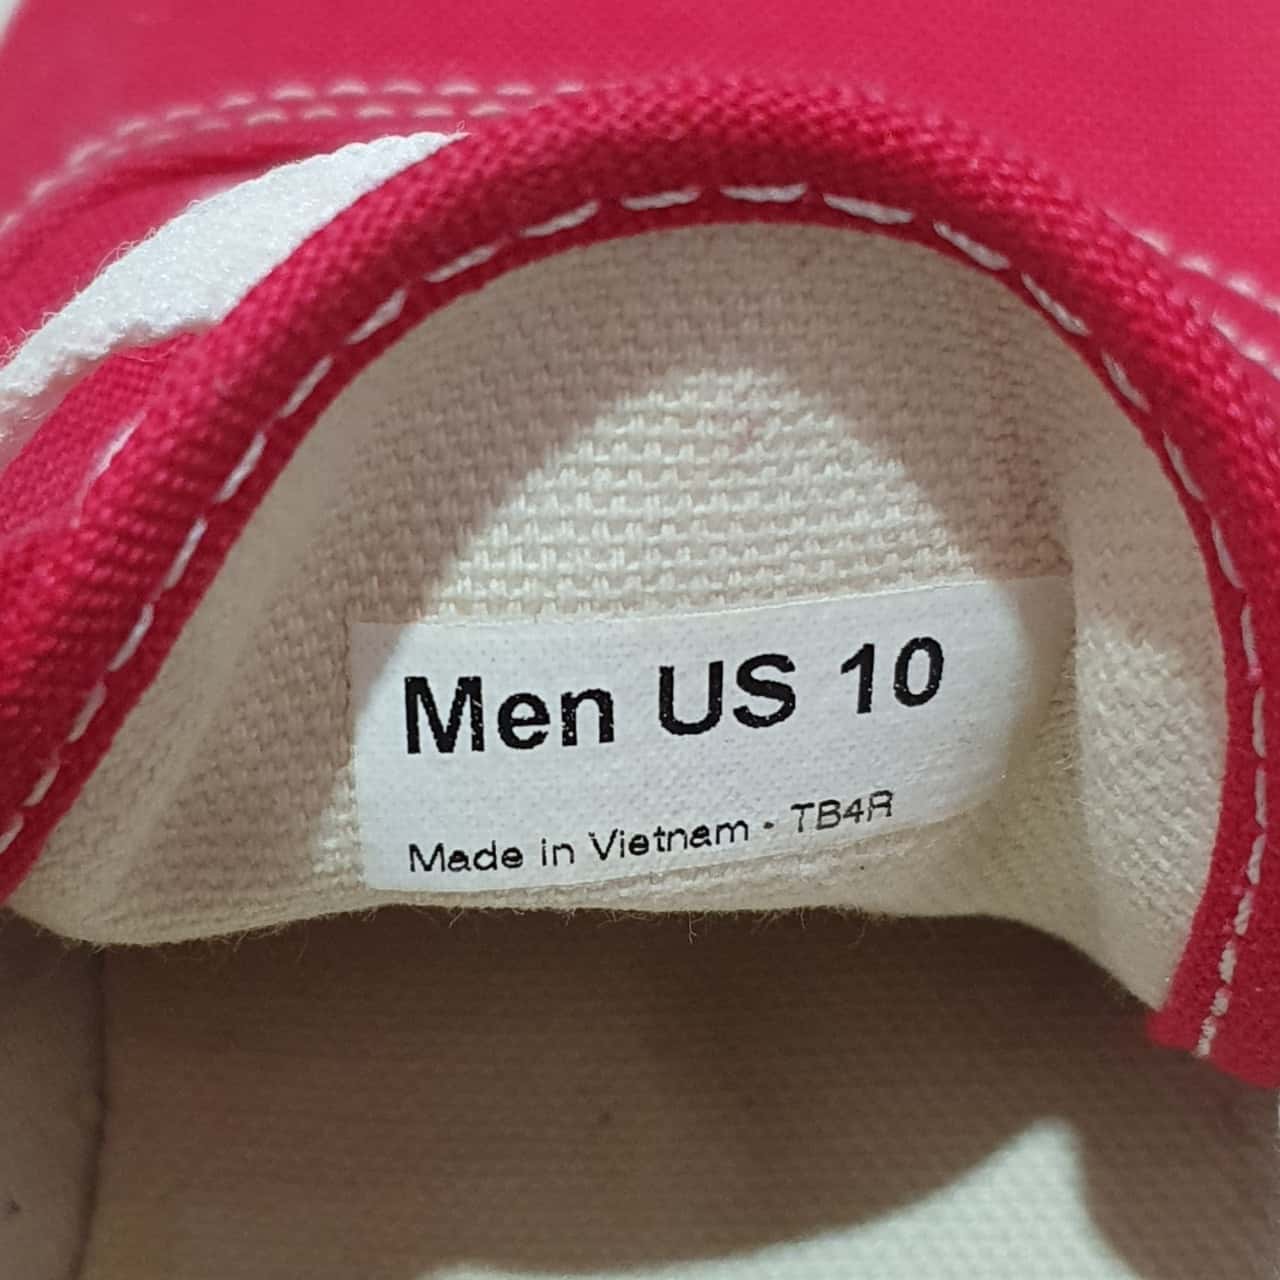 Men US 10
Made in Vietnam - TB4R